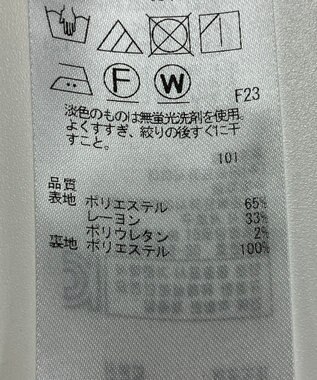 F
W
F23
淡色のものは無蛍光洗剤を使用.
よくすすぎ、絞りの後すぐに干
すこと。
101
品質
表地 ポリエステル 65%
レーヨン 33%
ポリウレタン 2%
裏地 ポリエステル 100%